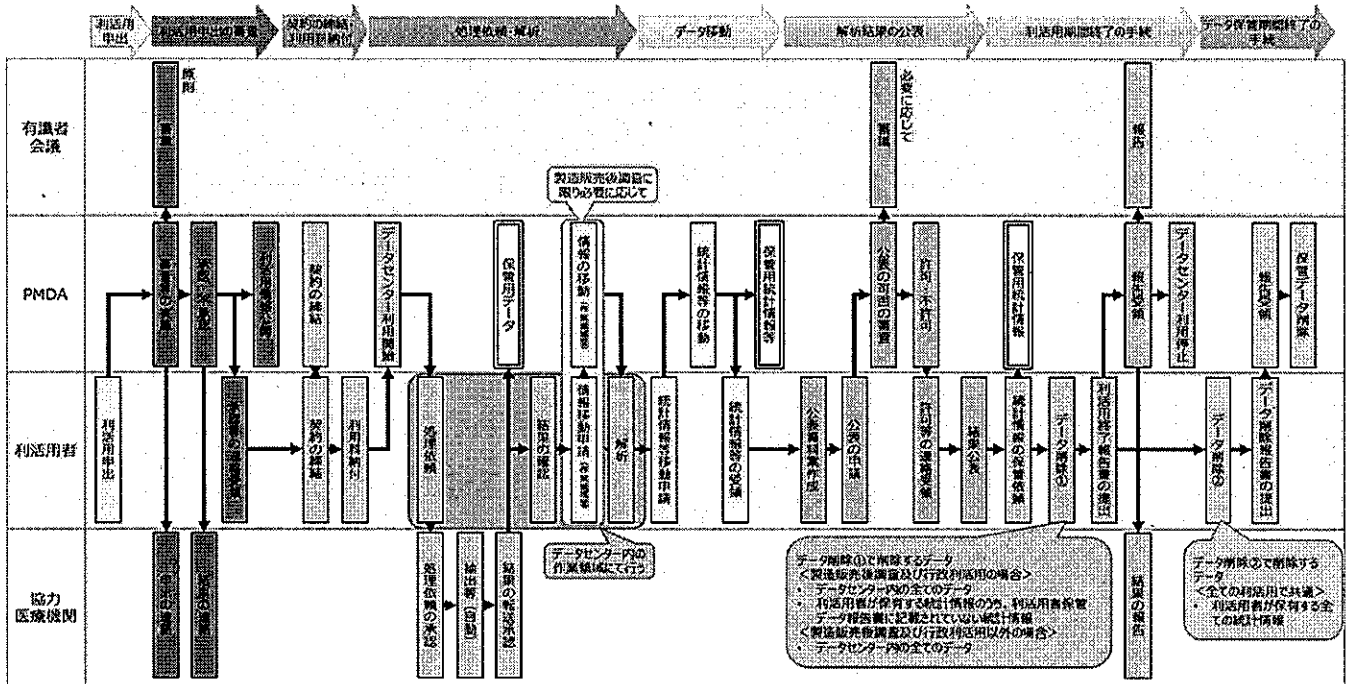 利活用
申出
利活用申出の審査
契約の締結・
利用料納付
処理依頼・解析
データ移動
解析結果の公表
利活用期間終了の手続
データ保管期間終了の
手続
有識者
会議
原則
審査
必要に応じて
審議
報告
製造販売後調査に
限り必要に応じて
PMDA
契約の締結
データセンター利用開始
保管用データ
情報の移動
統計情報等の移動
保管用統計情報等
公表の可否の審査
許可・不許可
保管用統計情報
報告受領
データセンター利用停止
報告受領
保管データ削除
利活用者
利活用申出
契約の締結
利用料納付
処理依頼
結果の確認
情報移動申請
解析
統計情報等移動申請
統計情報等の受領
公表資料案作成
公表の申請
許可等の連絡受領
結果公表
統計情報の保管依頼
データ削除①
利活用終了報告書の提出
データ削除②
データ削除報告書の提出
データセンター内の
作業領域にて行う
協力
医療機関
申出の連絡
結果の連絡
処理依頼の承認
抽出等(自動)
結果の転送承認
結果の報告
データ削除①で削除するデータ
<製造販売後調査及び行政利活用の場合>
・ データセンター内の全てのデータ
・ 利活用者が保有する統計情報のうち、利活用者保管
データ報告書に記載されていない統計情報
<製造販売後調査及び行政利活用以外の場合>
・ データセンター内の全てのデータ
データ削除②で削除する
データ
<全ての利活用で共通>
・ 利活用者が保有する全
ての統計情報